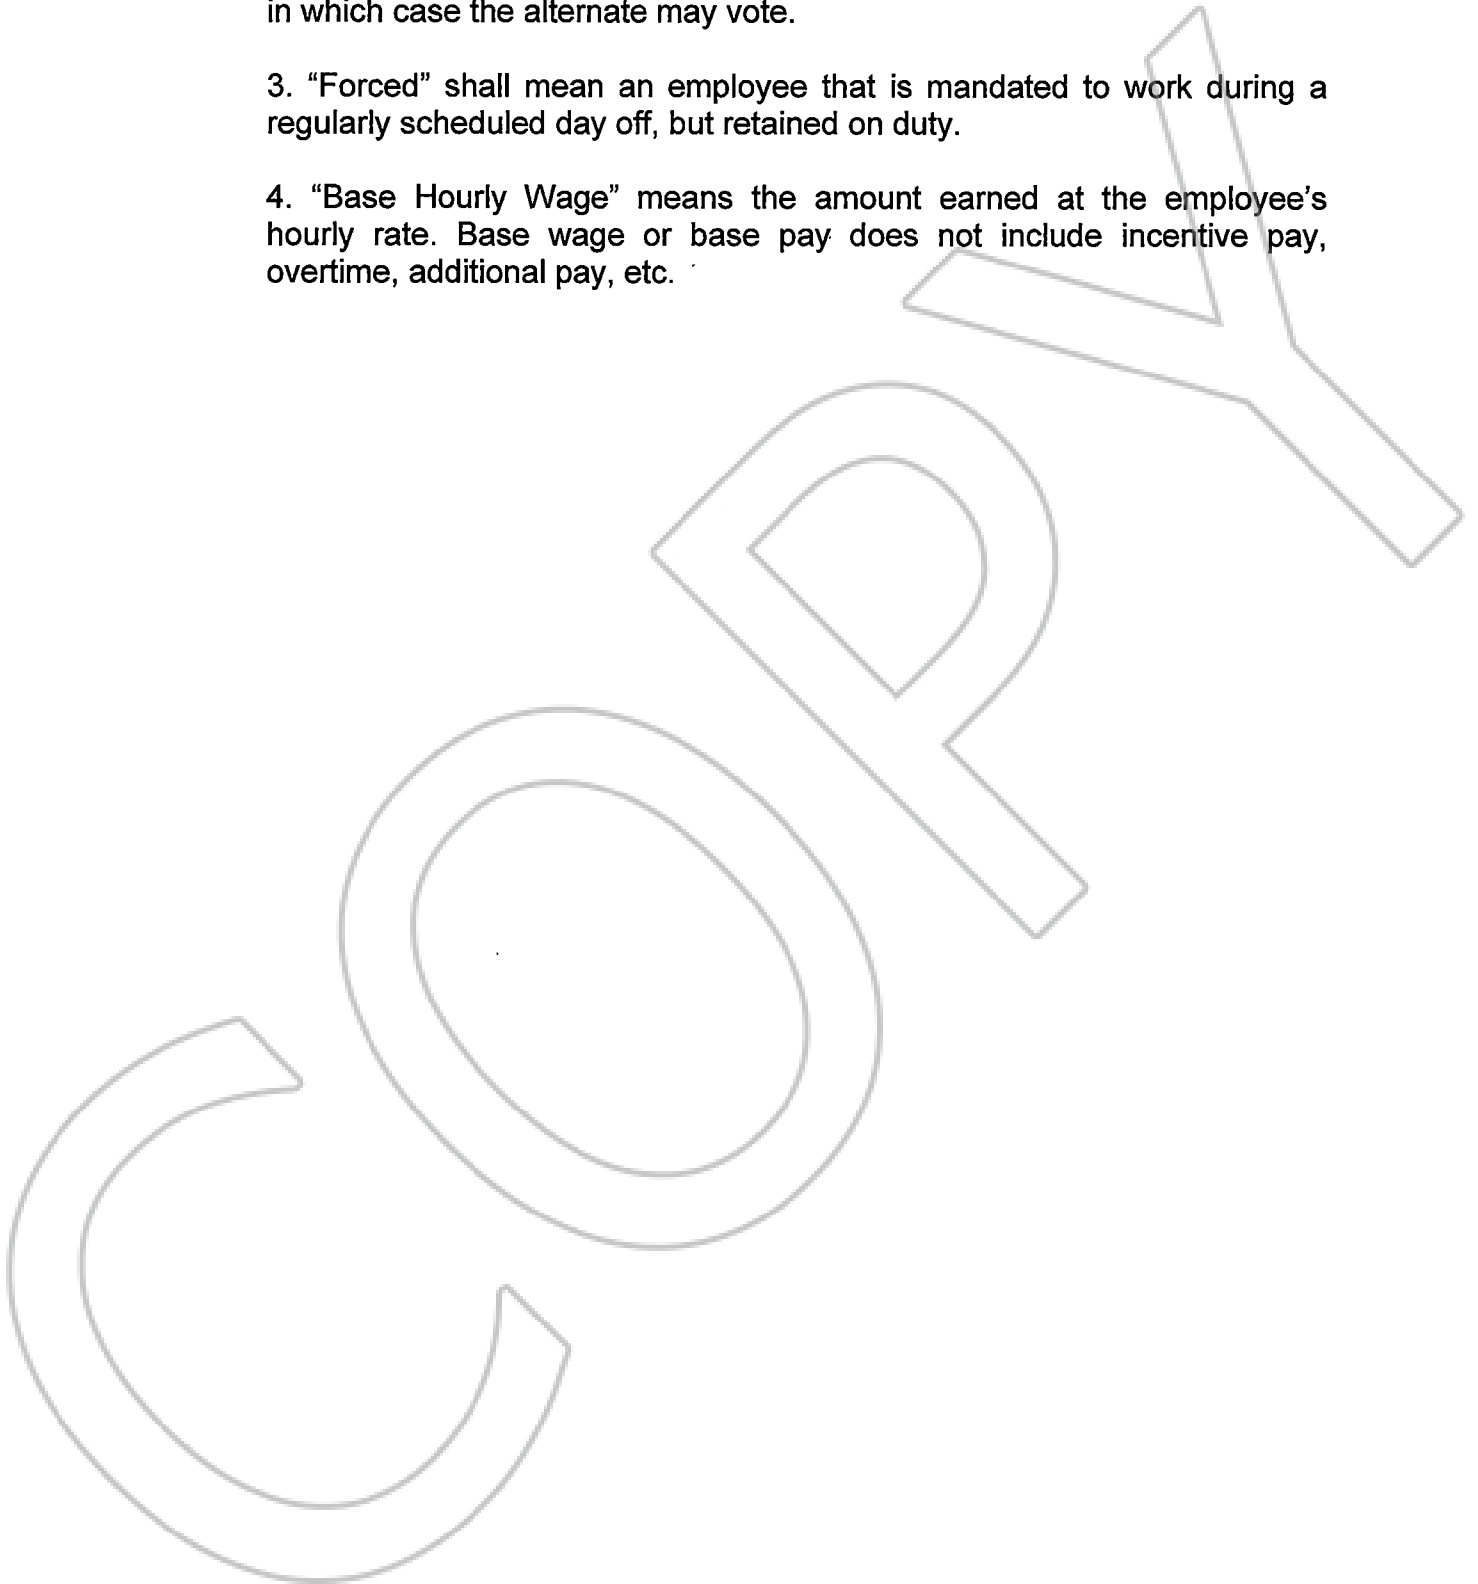 in which case the alternate may vote.
3. “Forced” shall mean an employee that is mandated to work during a
regularly scheduled day off, but retained on duty.
4. “Base Hourly Wage” means the amount earned at the employee’s
hourly rate. Base wage or base pay does not include incentive pay,
overtime, additional pay, etc.
COPY